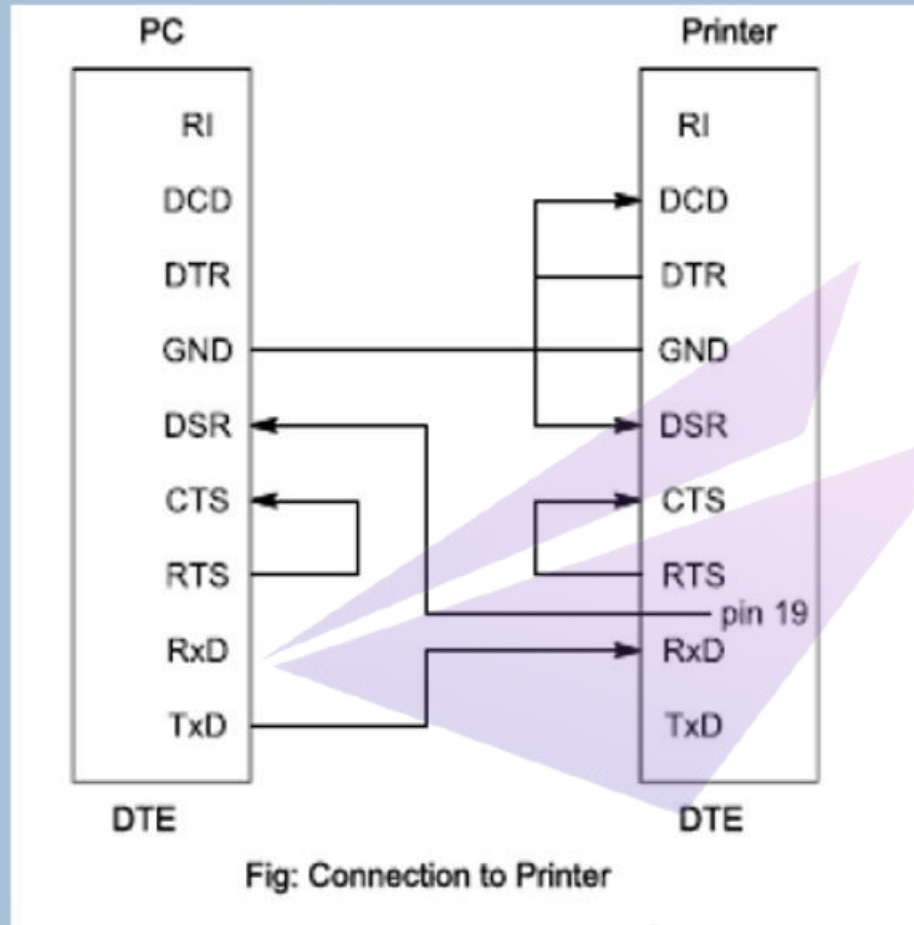 PC
Printer
RI
DCD
DTR
GND
DSR
CTS
RTS
RxD
TxD
DTE
RI
DCD
DTR
GND
DSR
CTS
RTS
pin 19
RxD
TxD
DTE
Fig: Connection to Printer